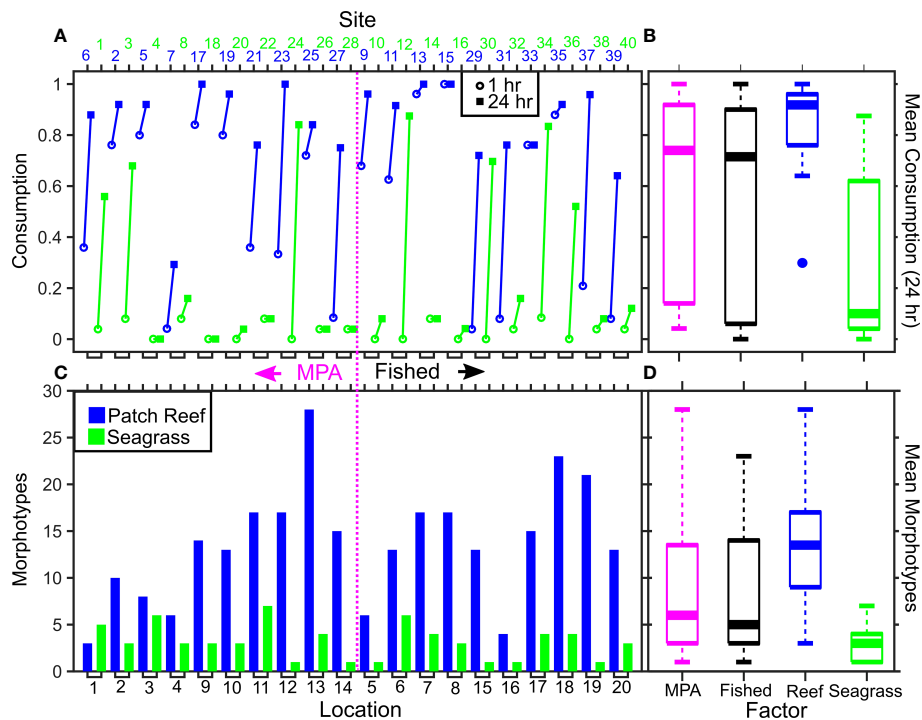 Site
A
B
1 3 4 8 18 20 22 24 26 28 10 12 14 16 30 32 34 36 38 40
6 2 5 7 17 19 21 23 25 27 9 11 13 15 29 31 33 35 37 39
1 hr
24 hr
1
0.8
0.6
0.4
0.2
0
Consumption
Mean Consumption (24 hr)
C
MPA
Fished
D
Patch Reef
Seagrass
30
25
20
15
10
5
0
Morphotypes
Mean Morphotypes
1 2 3 4 9 10 11 12 13 14 5 6 7 8 15 16 17 18 19 20
MPA Fished Reef Seagrass
Location
Factor